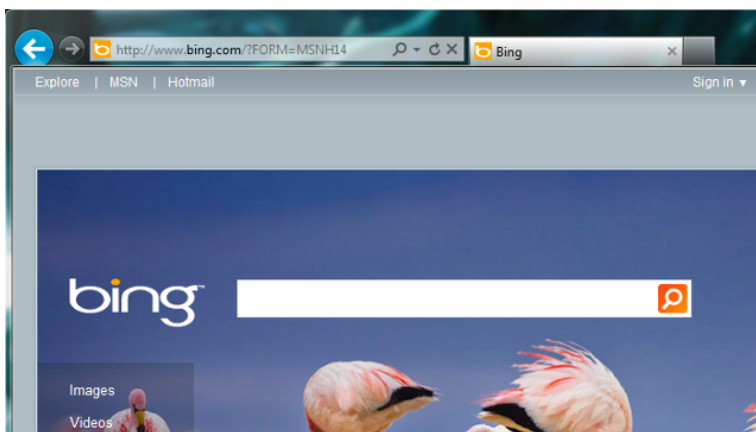 http://www.bing.com/?FORM=MSNH14
Bing
Explore | MSN | Hotmail
Sign in
bing
Images
Videos